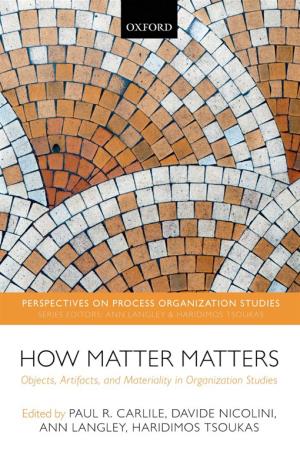 OXFORD
PERSPECTIVES ON PROCESS ORGANIZATION STUDIES
SERIES EDITORS: ANN LANGLEY & HARIDIMOS TSOUKAS
HOW MATTER MATTERS
Objects, Artifacts, and Materiality in Organization Studies
Edited by PAUL R. CARLILE, DAVIDE NICOLINI,
ANN LANGLEY, HARIDIMOS TSOUKAS